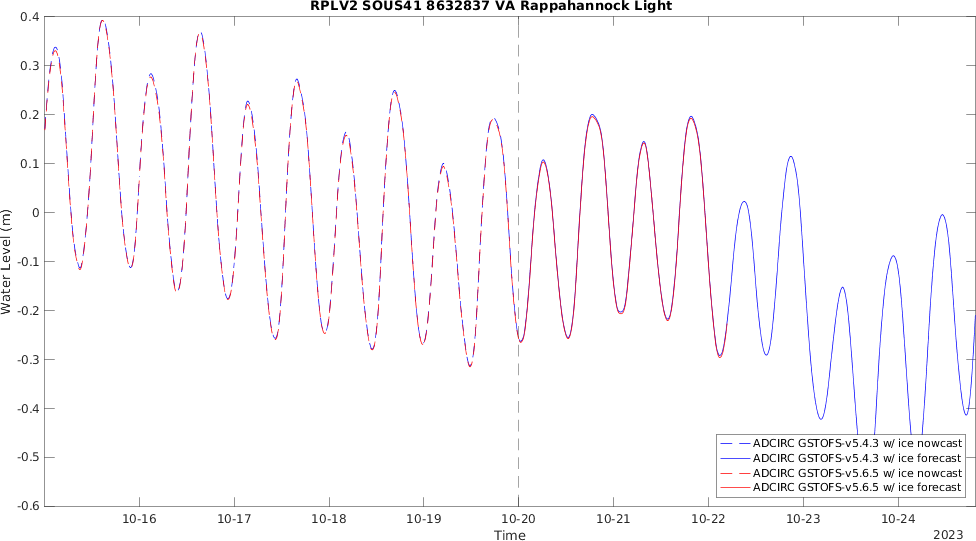 RPLV2 SOUS41 8632837 VA Rappahannock Light
0.4
0.3
0.2
0.1
0
-0.1
-0.2
-0.3
-0.4
-0.5
-0.6
Water Level (m)
ADCIRC GSTOFS-v5.4.3 w/ ice nowcast
ADCIRC GSTOFS-v5.4.3 w/ ice forecast
ADCIRC GSTOFS-v5.6.5 w/ ice nowcast
ADCIRC GSTOFS-v5.6.5 w/ ice forecast
10-16 10-17 10-18 10-19 10-20 10-21 10-22 10-23 10-24
Time
2023